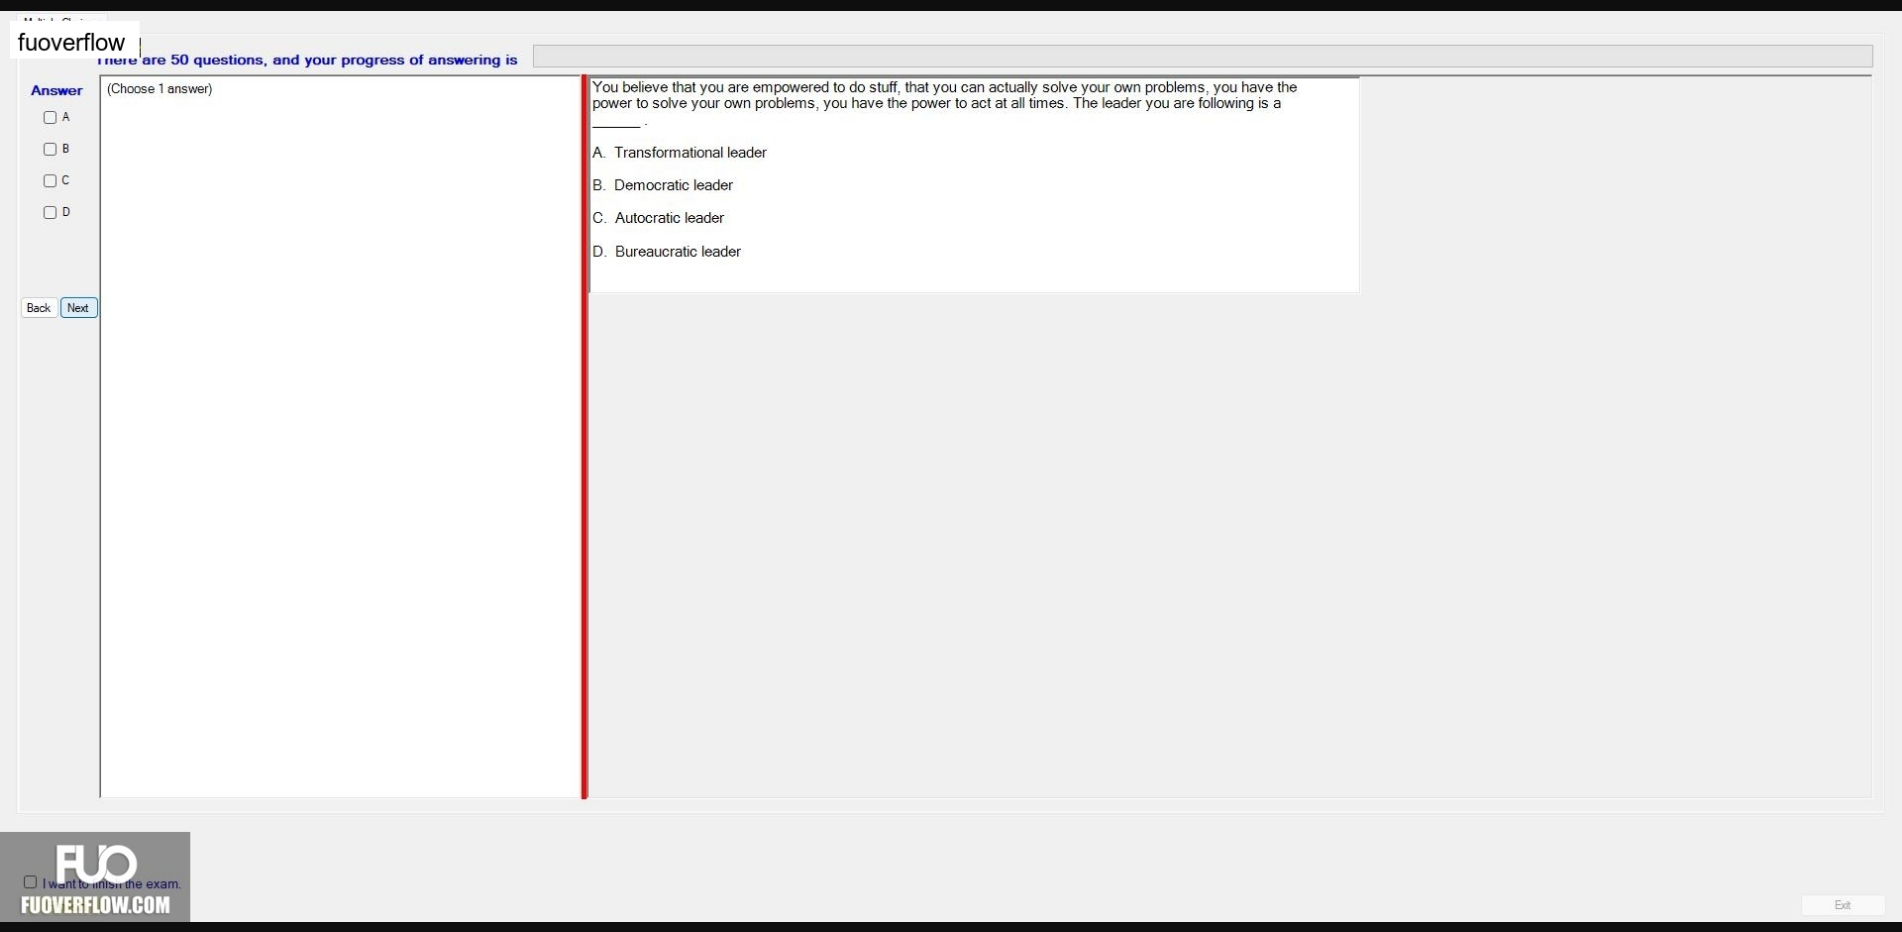 fuoverflow
There are 50 questions, and your progress of answering is
Answer
(Choose 1 answer)
A
B
C
D
Back Next
You believe that you are empowered to do stuff, that you can actually solve your own problems, you have the
power to solve your own problems, you have the power to act at all times. The leader you are following is a
______ .
A. Transformational leader
B. Democratic leader
C. Autocratic leader
D. Bureaucratic leader
FUO
I want to finish the exam.
FUOVERFLOW.COM
Exit